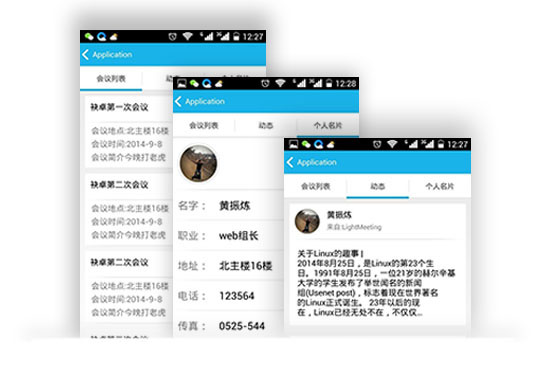 12:27
Application
会议列表
袂卓第一次会议
会议地点:北主楼16楼
会议时间:2014-9-8
会议简介今晚打老虎
袂卓第二次会议
会议地点:北主楼16楼
会议时间:2014-9-8
会议简介今晚打老虎
袂卓第二次会议
会议地点:北主楼16楼
会议时间:2014-9-8
会议简介今晚打老虎
12:28
Application
会议列表 动态 个人名片
名字： 黄振炼
职业： web组长
地址： 北主楼16楼
电话： 123564
传真： 0525-544
12:27
Application
会议列表 动态 个人名片
黄振炼
来自:LightMeeting
关于Linux的趣事 |
2014年8月25日，是Linux的第23个生
日。1991年8月25日，一位21岁的赫尔辛基
大学的学生发布了举世闻名的新闻
组(Usenet post)，标志着现在世界著名
的Linux正式诞生。 23年以后的现
在，Linux已经无处不在，不仅仅...